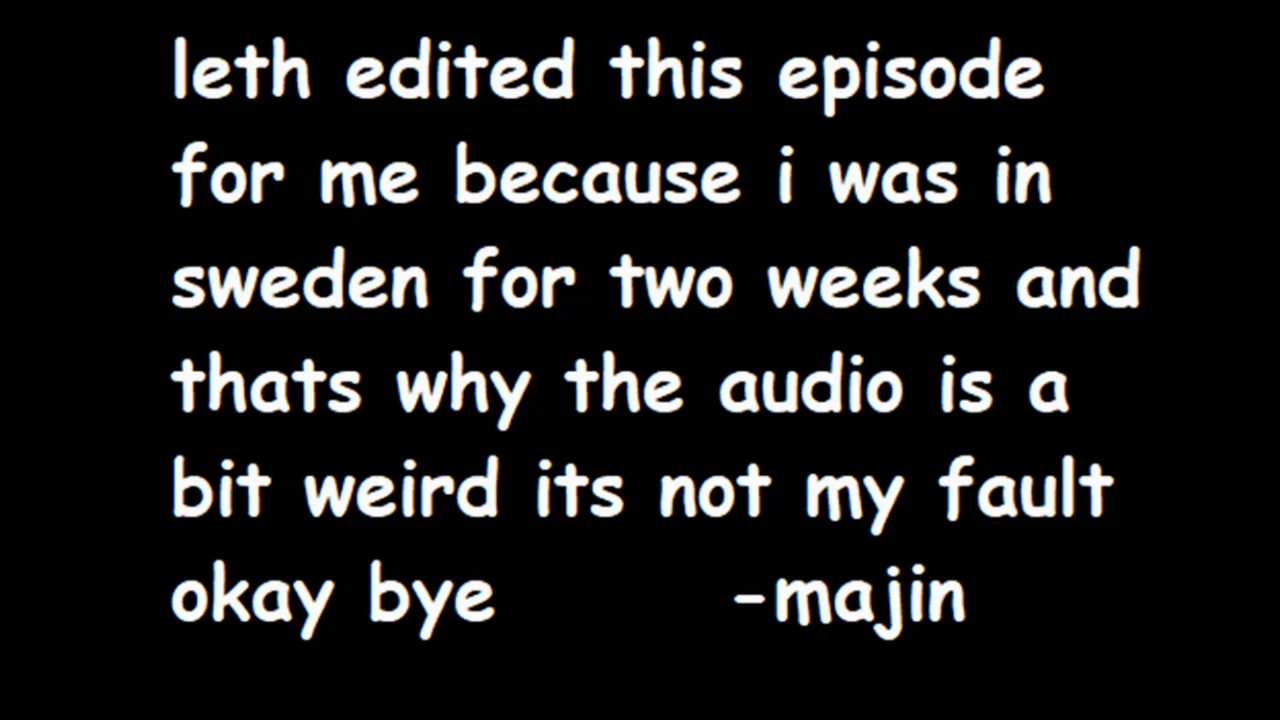 leth edited this episode
for me because i was in
sweden for two weeks and
thats why the audio is a
bit weird its not my fault
okay bye -majin